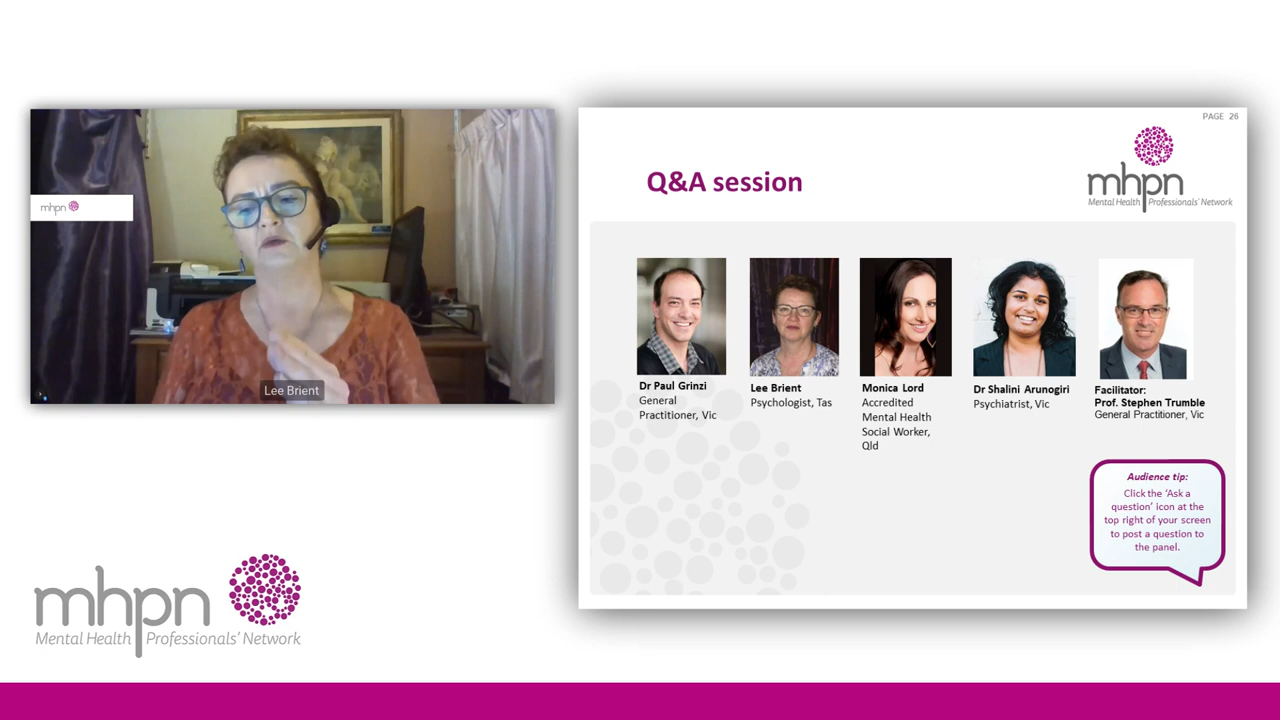 mhpn
Lee Brient
mhpn
Mental Health Professionals' Network
PAGE 26
Q&A session
mhpn
Mental Health Professionals' Network
Dr Paul Grinzi
General
Practitioner, Vic
Lee Brient
Psychologist, Tas
Monica Lord
Accredited
Mental Health
Social Worker,
Qld
Dr Shalini Arunogiri
Psychiatrist, Vic
Facilitator:
Prof. Stephen Trumble
General Practitioner, Vic
Audience tip:
Click the 'Ask a
question' icon at the
top right of your screen
to post a question to
the panel.